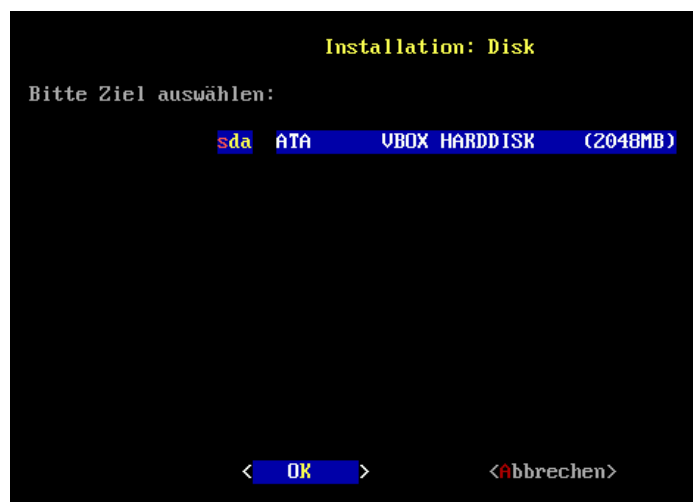 Installation: Disk
Bitte Ziel auswählen:
sda ATA VBOX HARDDISK (2048MB)
< OK > <Abbrechen>